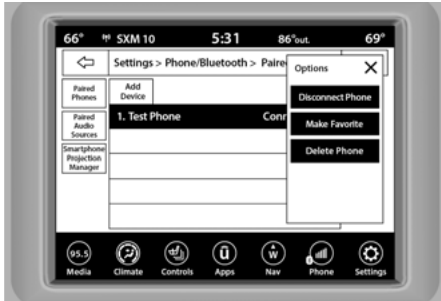 66° SXM 10 5:31 86°out. 69°
Settings > Phone/Bluetooth > Paire
Options X
Paired
Phones
Add
Device
Disconnect Phone
Paired
Audio
Sources
1. Test Phone Conn
Make Favorite
Smartphone
Projection
Manager
Delete Phone
95.5 ū W
Media Climate Controls Apps Nav Phone Settings